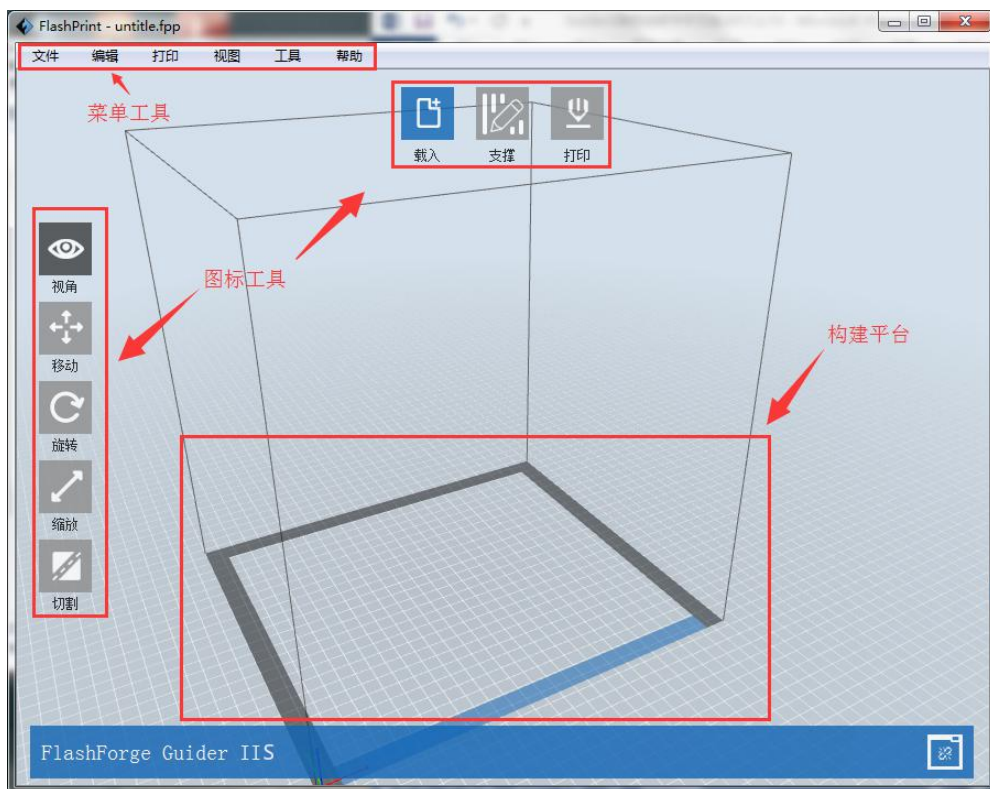 FlashPrint - untitle.fpp
文件 编辑 打印 视图 工具 帮助
菜单工具
载入 支撑 打印
视角
图标工具
移动
构建平台
旋转
缩放
切割
FlashForge Guider IIS